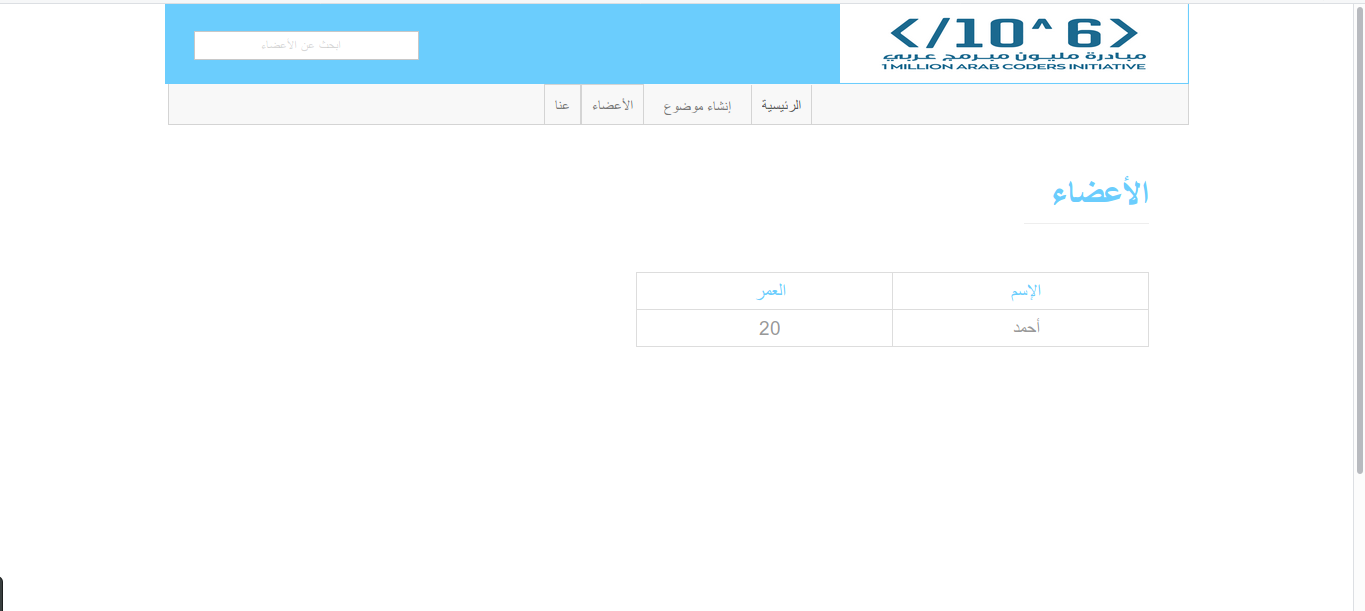 </10^6>
مبادرة مليون مبرمج عربي
1 MILLION ARAB CODERS INITIATIVE
ابحث عن الاعضاء
الرئيسية
إنشاء موضوع
الأعضاء
عنا
الأعضاء
الإسم العمر
أحمد 20